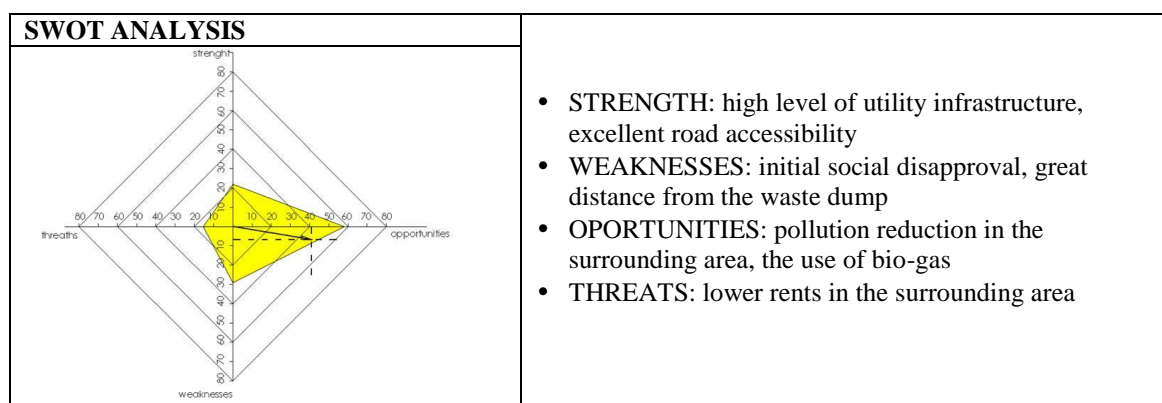 SWOT ANALYSIS
strenght
80
70
60
50
40
30
20
10
80 70 60 50 40 30 20 10 10 20 30 40 50 60 70 80
threaths
opportunities
10
20
30
40
50
60
70
80
weaknesses
• STRENGTH: high level of utility infrastructure,
excellent road accessibility
• WEAKNESSES: initial social disapproval, great
distance from the waste dump
• OPORTUNITIES: pollution reduction in the
surrounding area, the use of bio-gas
• THREATS: lower rents in the surrounding area